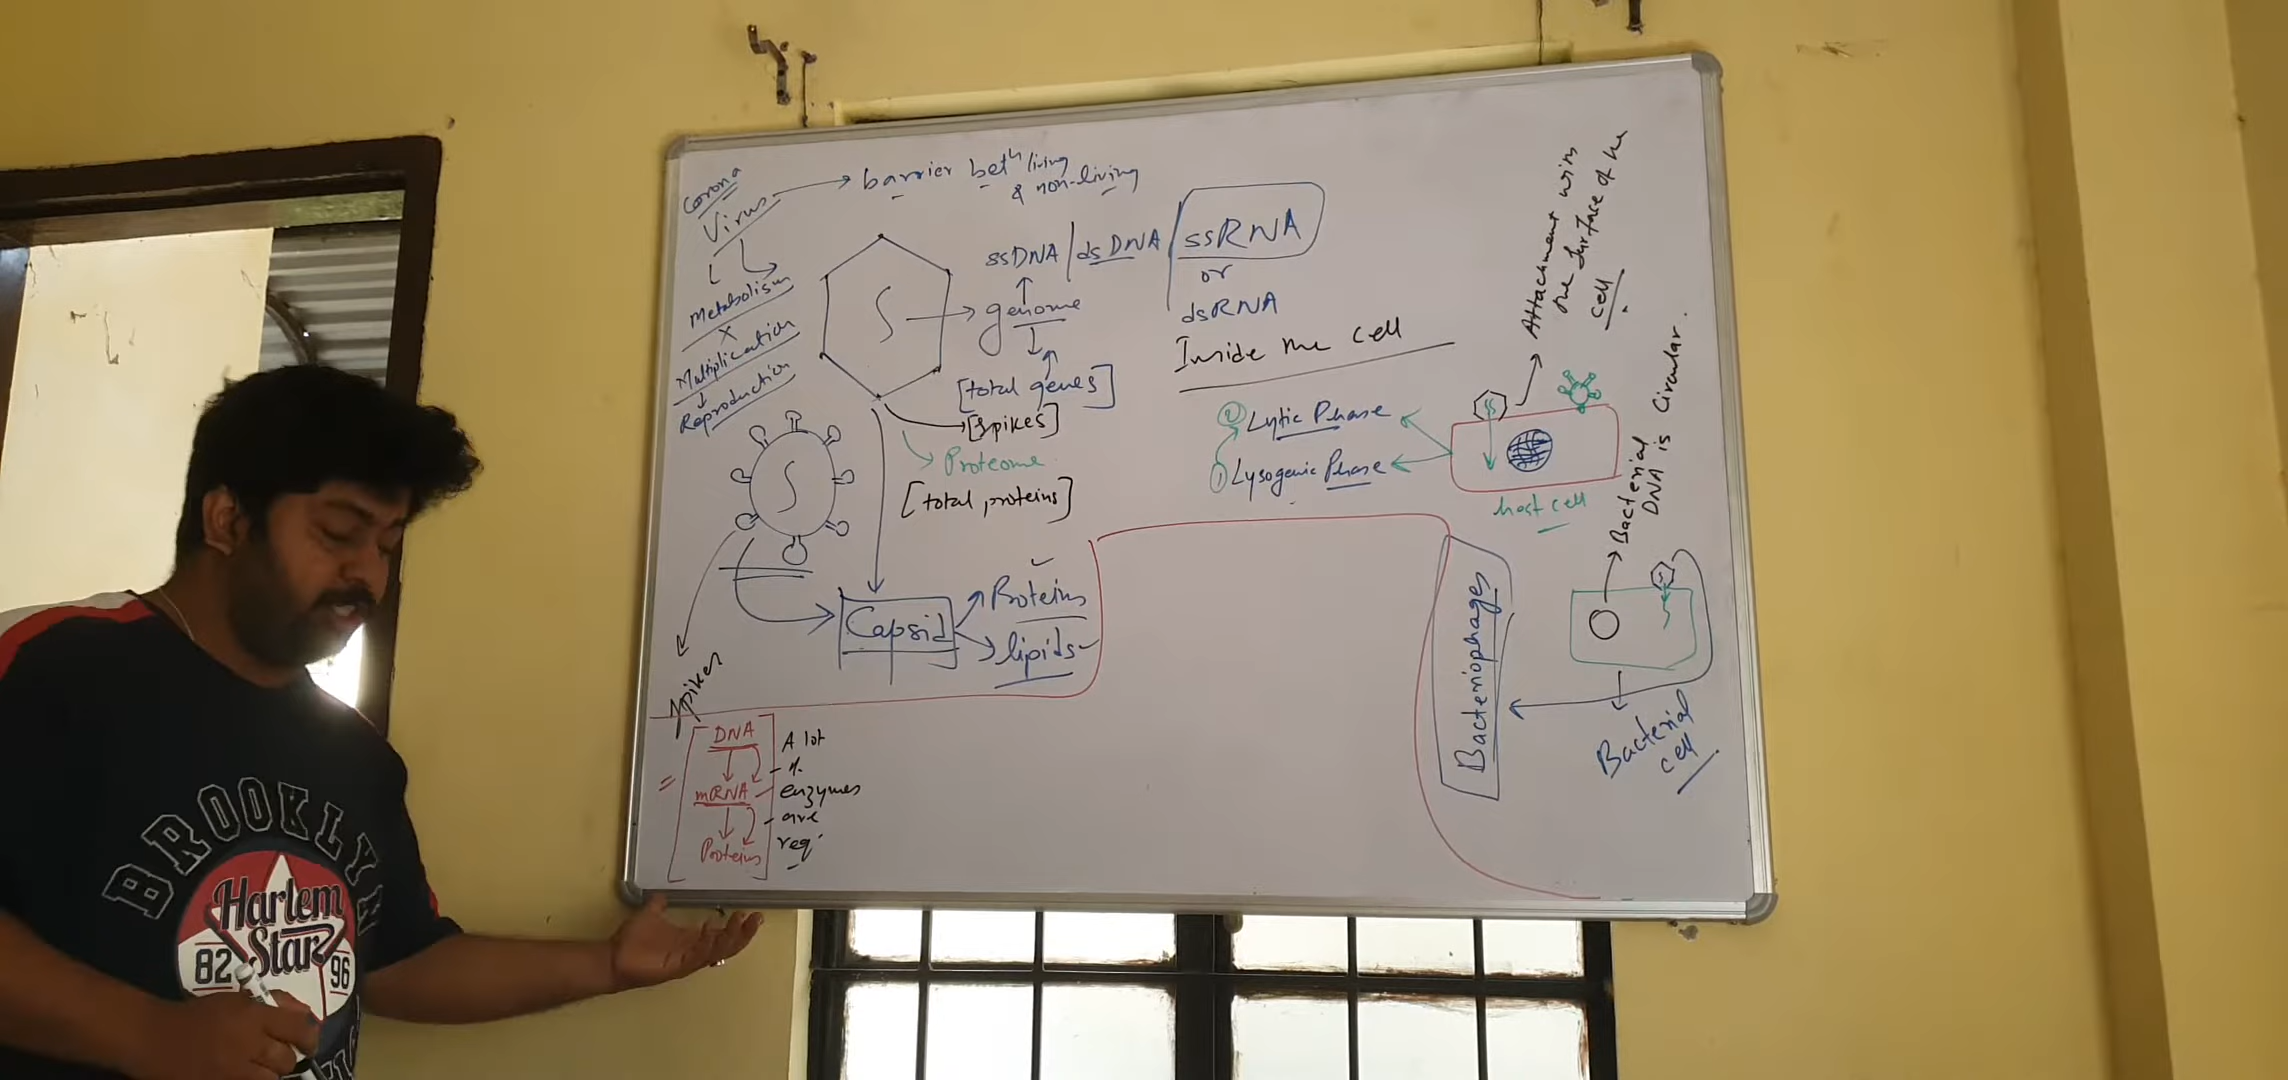 Corona
Virus → barrier betⁿ living
& non-living
Metabolism
X
Multiplication
↓
Reproduction
ssDNA / dsDNA / ssRNA
or
dsRNA
genome
[total genes]
[spikes]
Proteome
[total proteins]
Capsid
Proteins
lipids
spikes
Inside the cell
② Lytic Phase
① Lysogenic Phase
host cell
Attachment with
the surface of the
cell
Bacterial
DNA is Circular.
Bacteriophages
Bacterial
cell
= DNA
mRNA
Proteins
A lot
enzymes
are
req
BROOKLYN
Harlem
Star
82 96